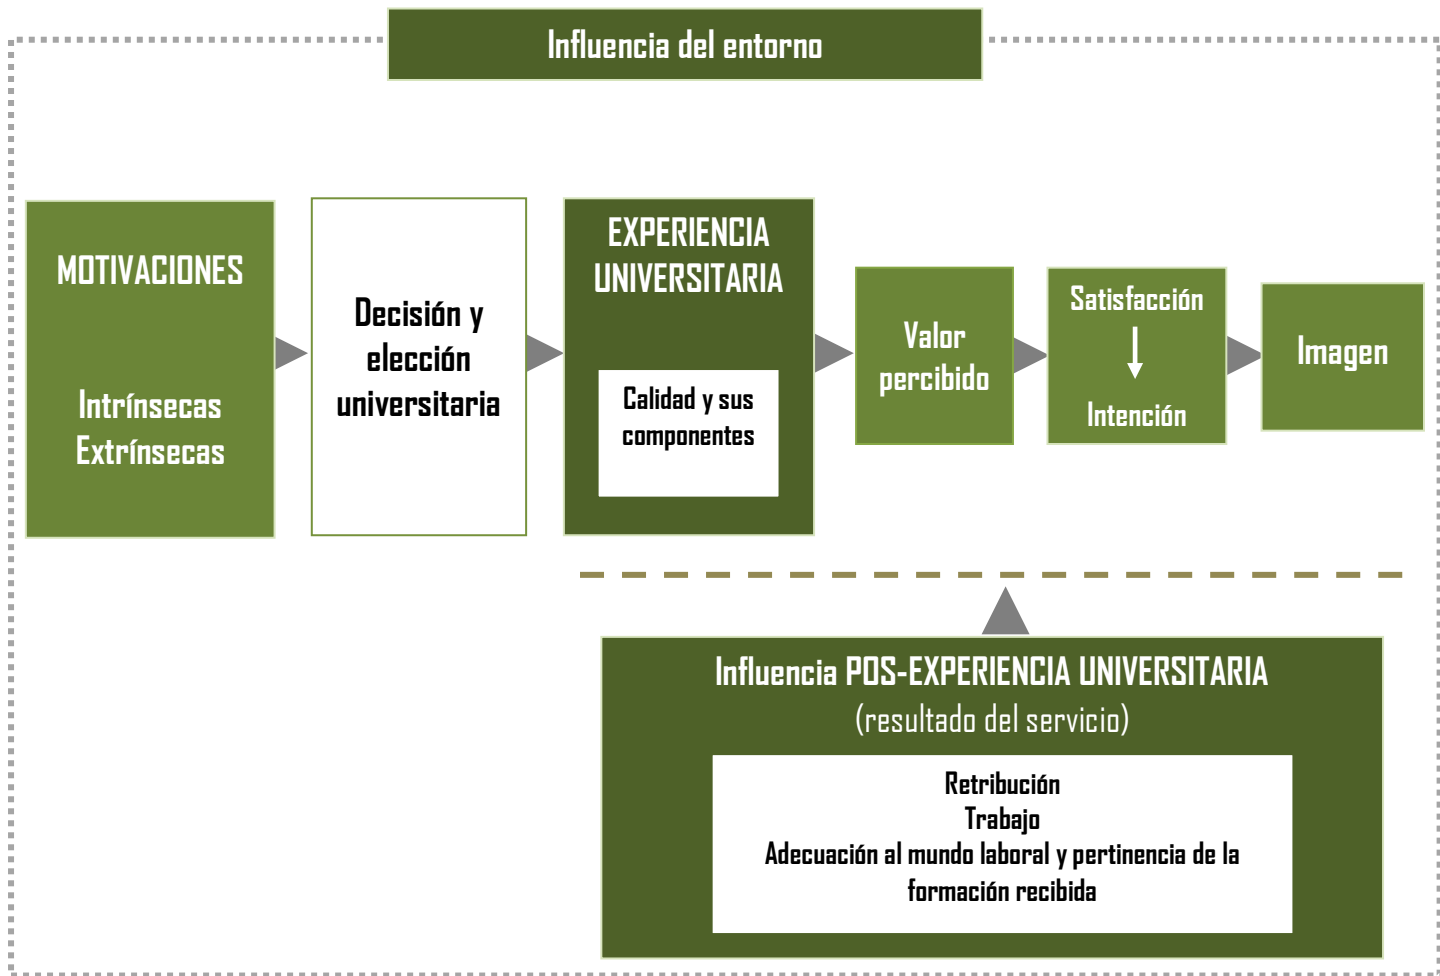 Influencia del entorno
MOTIVACIONES
Intrínsecas
Extrínsecas
Decisión y
elección
universitaria
EXPERIENCIA
UNIVERSITARIA
Calidad y sus
componentes
Valor
percibido
Satisfacción
Intención
Imagen
Influencia POS-EXPERIENCIA UNIVERSITARIA
(resultado del servicio)
Retribución
Trabajo
Adecuación al mundo laboral y pertinencia de la
formación recibida